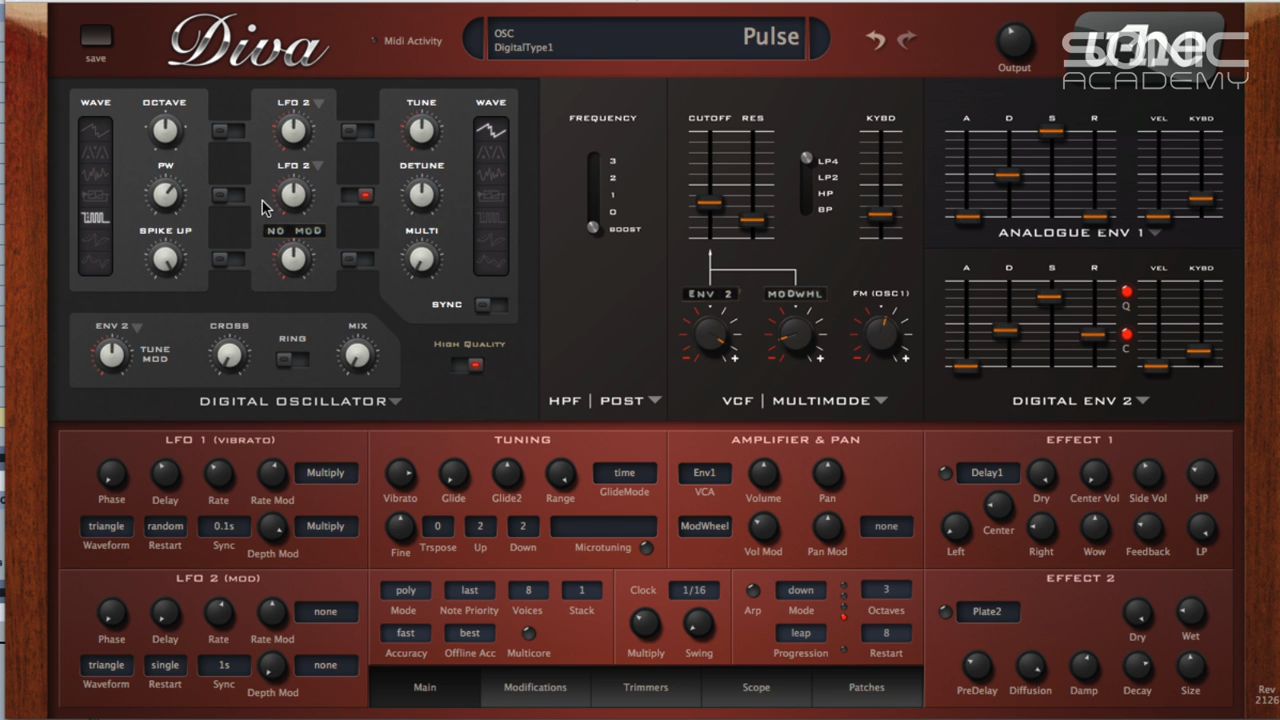 save
Diva
Midi Activity
OSC
DigitalType1
Pulse
Output
u-he
SONIC
ACADEMY
WAVE
OCTAVE
LFO 2
TUNE
WAVE
PW
LFO 2
DETUNE
SPIKE UP
NO MOD
MULTI
SYNC
ENV 2
TUNE
MOD
CROSS
RING
MIX
HIGH QUALITY
DIGITAL OSCILLATOR
FREQUENCY
3
2
1
0
BOOST
HPF | POST
CUTOFF RES
KYBD
LP4
LP2
HP
BP
ENV 2
MODWHL
FM (OSC1)
- +
- +
- +
VCF | MULTIMODE
A D S R VEL KYBD
ANALOGUE ENV 1
A D S R VEL KYBD
Q
C
DIGITAL ENV 2
LFO 1 (VIBRATO)
Phase Delay Rate Rate Mod Multiply
triangle random 0.1s Multiply
Waveform Restart Sync Depth Mod
LFO 2 (MOD)
Phase Delay Rate Rate Mod none
triangle single 1s none
Waveform Restart Sync Depth Mod
TUNING
time
Vibrato Glide Glide2 Range GlideMode
0 2 2
Fine Trspose Up Down Microtuning
AMPLIFIER & PAN
Env1
VCA Volume Pan
ModWheel none
Vol Mod Pan Mod
poly last 8 1
Mode Note Priority Voices Stack
fast best
Accuracy Offline Acc Multicore
Clock 1/16
Multiply Swing
down 3
Arp Mode Octaves
leap 8
Progression Restart
Main Modifications Trimmers Scope Patches
EFFECT 1
Delay1
Dry Center Vol Side Vol HP
Center
Left Right Wow Feedback LP
EFFECT 2
Plate2
Dry Wet
PreDelay Diffusion Damp Decay Size
Rev
2126